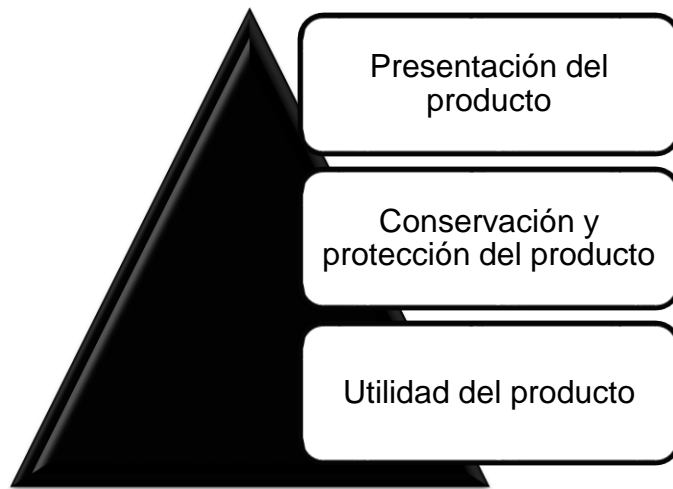 Presentación del
producto
Conservación y
protección del producto
Utilidad del producto